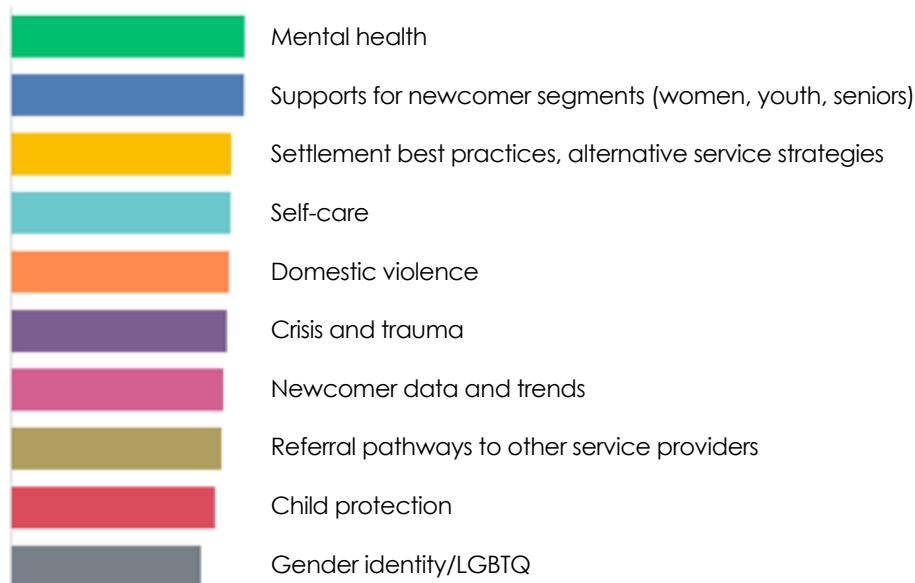 Mental health
Supports for newcomer segments (women, youth, seniors)
Settlement best practices, alternative service strategies
Self-care
Domestic violence
Crisis and trauma
Newcomer data and trends
Referral pathways to other service providers
Child protection
Gender identity/LGBTQ